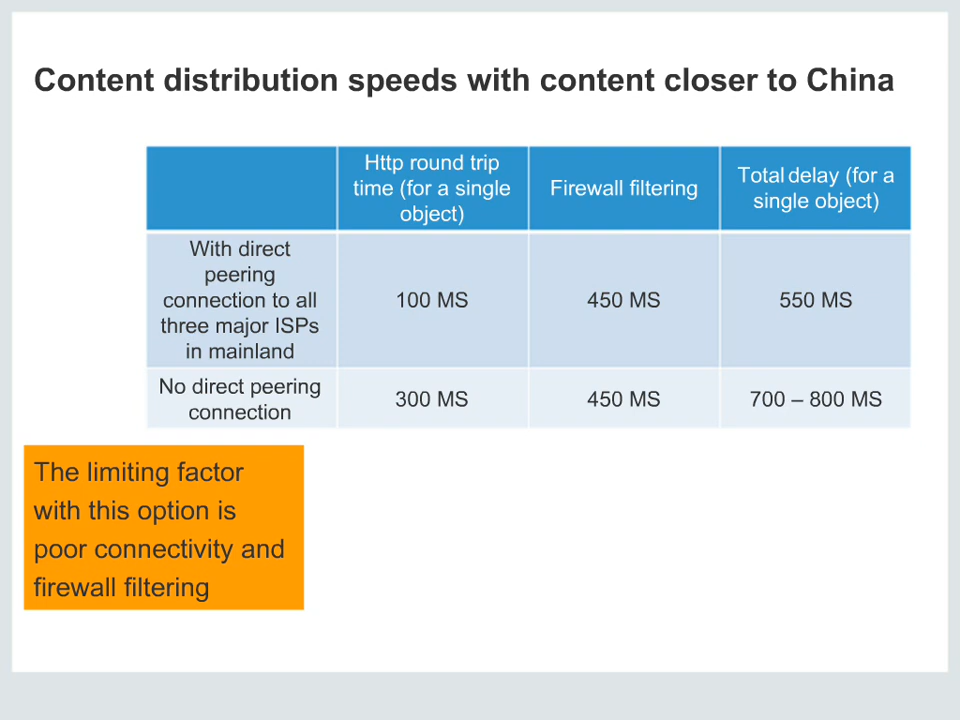 Content distribution speeds with content closer to China
Http round trip
time (for a single
object)
Firewall filtering
Total delay (for a
single object)
With direct
peering
connection to all
three major ISPs
in mainland
100 MS
450 MS
550 MS
No direct peering
connection
300 MS
450 MS
700 – 800 MS
The limiting factor
with this option is
poor connectivity and
firewall filtering